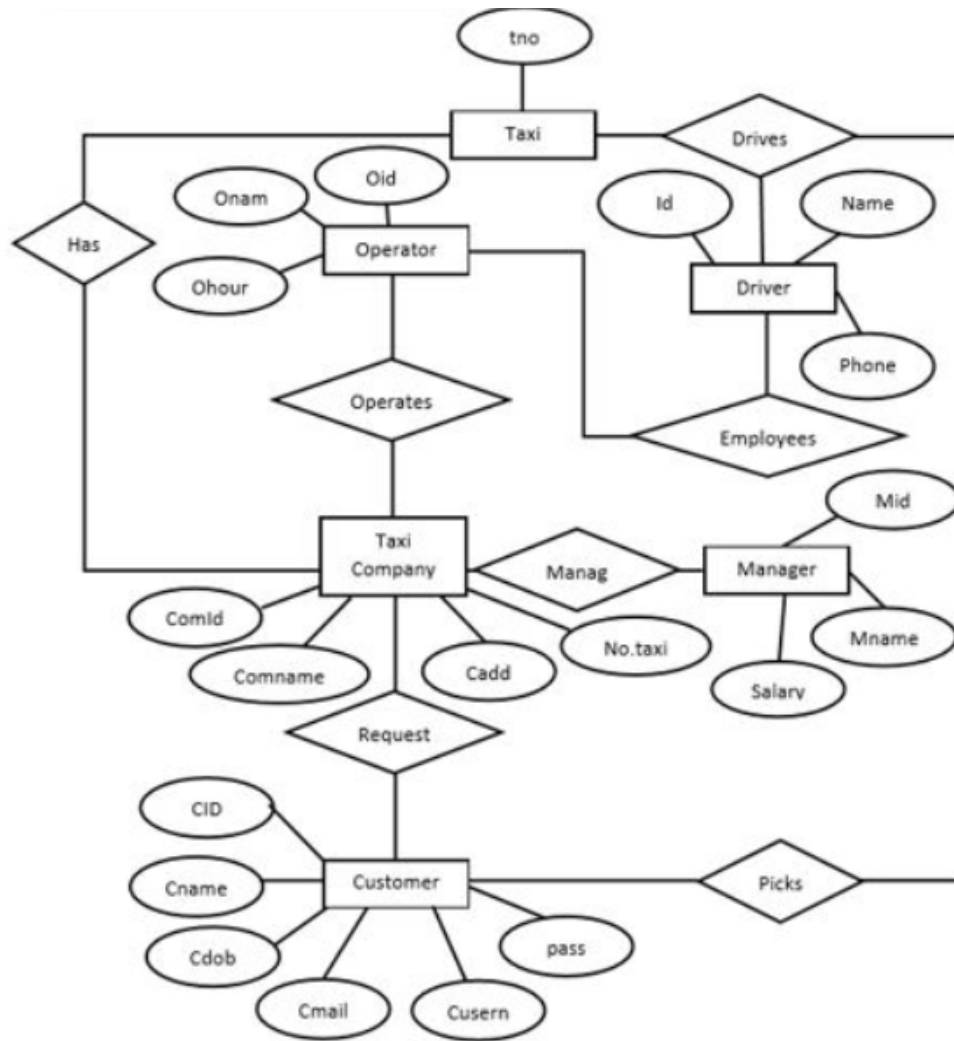 tno
Taxi
Drives
Oid
Onam
Id
Name
Has
Operator
Ohour
Driver
Phone
Operates
Employees
Mid
Taxi
Company
Manag
Manager
ComId
No.taxi
Mname
Comname
Cadd
Salary
Request
CID
Cname
Customer
Picks
Cdob
pass
Cmail
Cusern